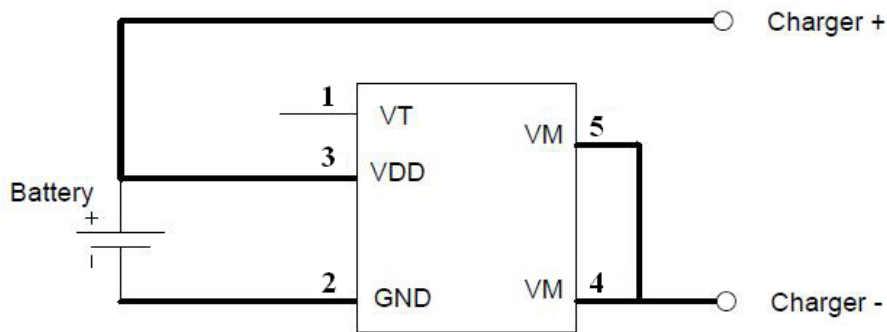 Charger +
1
VT
VM 5
3
VDD
Battery
+
-
2
GND
VM 4
Charger -